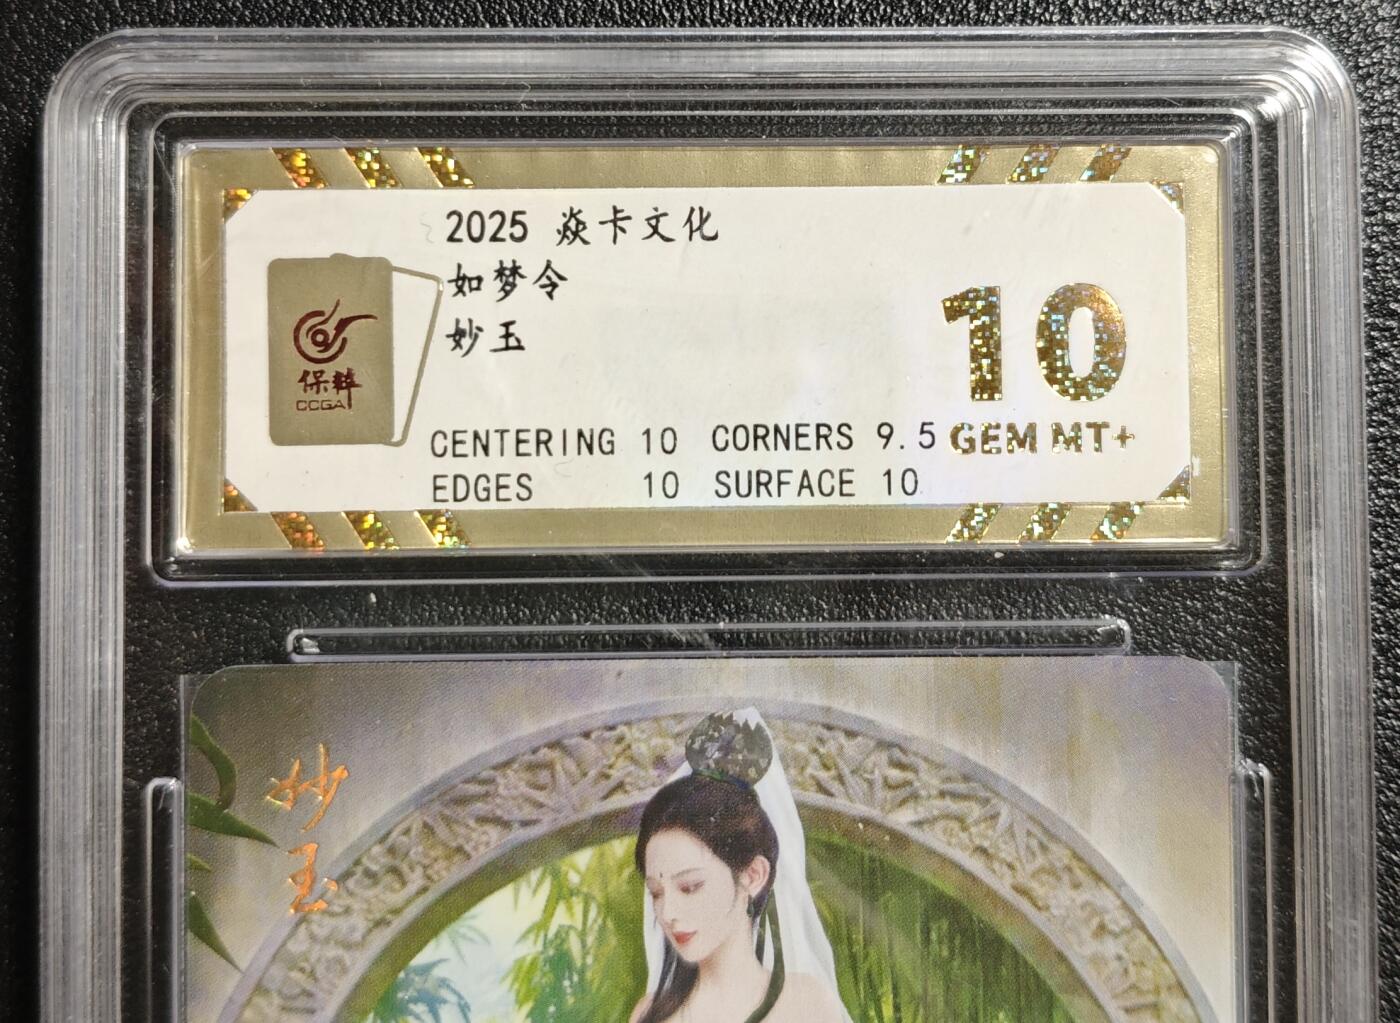 2025 焱卡文化
如梦令
妙玉
保粹
CCGA
10
GEM MT+
CENTERING 10 CORNERS 9.5
EDGES 10 SURFACE 10
妙玉